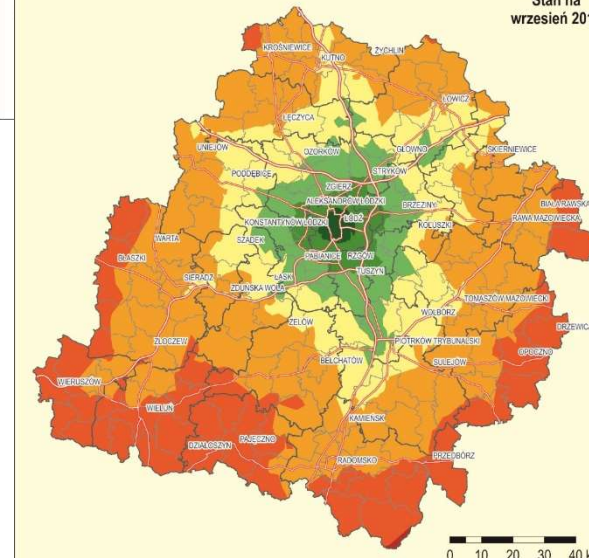 Stan na
wrzesień 201
KROŚNIEWICE
KUTNO
ŻYCHLIN
ŁOWICZ
ŁĘCZYCA
UNIEJÓW
OZORKÓW
GŁOWNO
SKIERNIEWICE
STRYKÓW
PODDĘBICE
ZGIERZ
ALEKSANDRÓW ŁÓDZKI
BRZEZINY
BIAŁA RAWSKA
RAWA MAZOWIECKA
KONSTANTYNÓW ŁÓDZKI
ŁÓDŹ
KOLUSZKI
WARTA
SZADEK
PABIANICE
RZGÓW
BŁASZKI
ŁASK
TUSZYN
SIERADZ
ZDUŃSKA WOLA
TOMASZÓW MAZOWIECKI
WOLBÓRZ
ZELÓW
DRZEWICA
ZŁOCZEW
PIOTRKÓW TRYBUNALSKI
OPOCZNO
BEŁCHATÓW
SULEJÓW
WIERUSZÓW
WIELUŃ
KAMIEŃSK
DZIAŁOSZYN
PAJĘCZNO
PRZEDBÓRZ
RADOMSKO
0 10 20 30 40 k